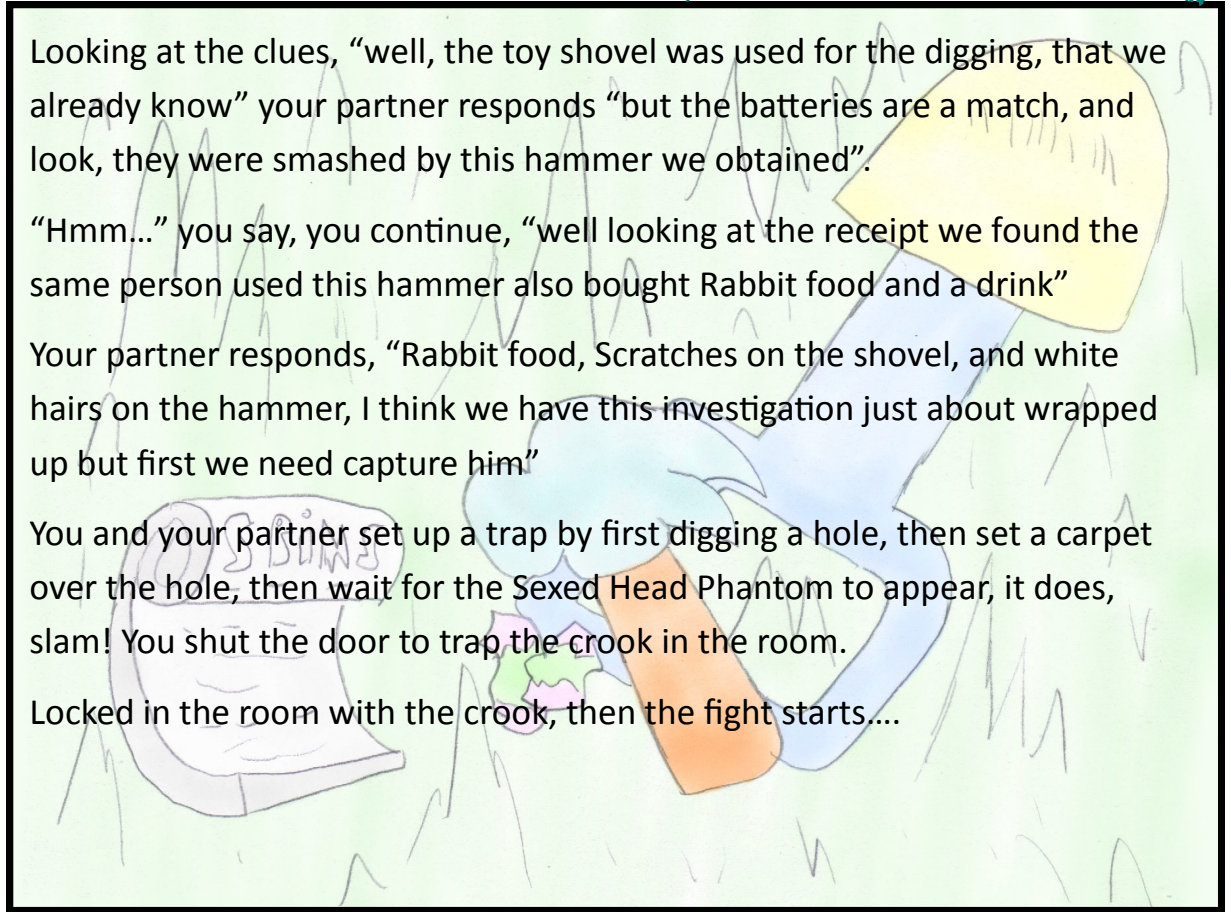 Looking at the clues, “well, the toy shovel was used for the digging, that we
already know” your partner responds “but the batteries are a match, and
look, they were smashed by this hammer we obtained”.
“Hmm…” you say, you continue, “well looking at the receipt we found the
same person used this hammer also bought Rabbit food and a drink”
Your partner responds, “Rabbit food, Scratches on the shovel, and white
hairs on the hammer, I think we have this investigation just about wrapped
up but first we need capture him”
You and your partner set up a trap by first digging a hole, then set a carpet
over the hole, then wait for the Sexed Head Phantom to appear, it does,
slam! You shut the door to trap the crook in the room.
Locked in the room with the crook, then the fight starts….